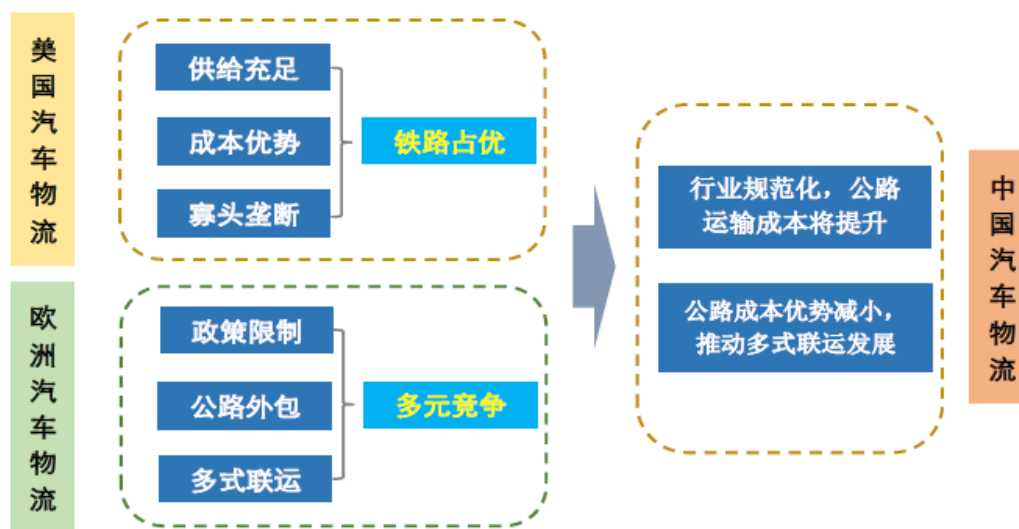 美国汽车物流
供给充足
成本优势
寡头垄断
铁路占优
欧洲汽车物流
政策限制
公路外包
多式联运
多元竟争
行业规范化，公路
运输成本将提升
公路成本优势减小，
推动多式联运发展
中国汽车物流